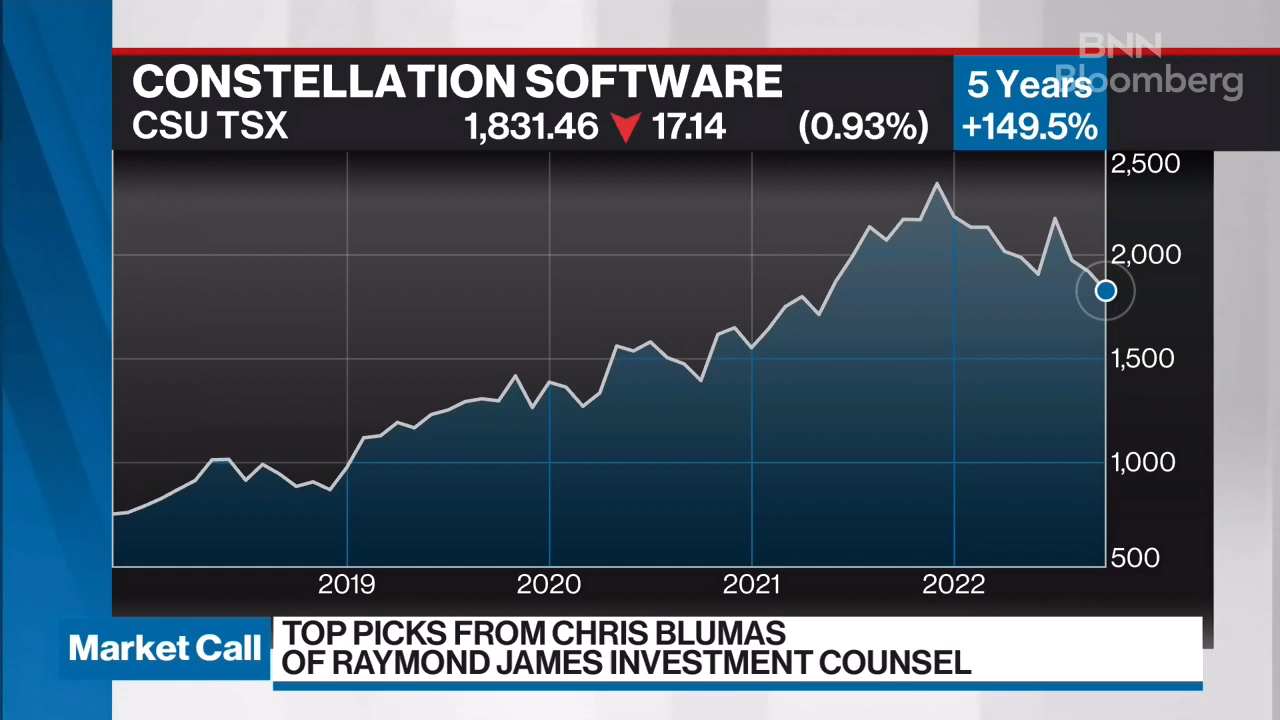 BNN
Bloomberg
CONSTELLATION SOFTWARE
CSU TSX 1,831.46 17.14 (0.93%)
5 Years
+149.5%
2,500
2,000
1,500
1,000
500
2019 2020 2021 2022
Market Call
TOP PICKS FROM CHRIS BLUMAS
OF RAYMOND JAMES INVESTMENT COUNSEL